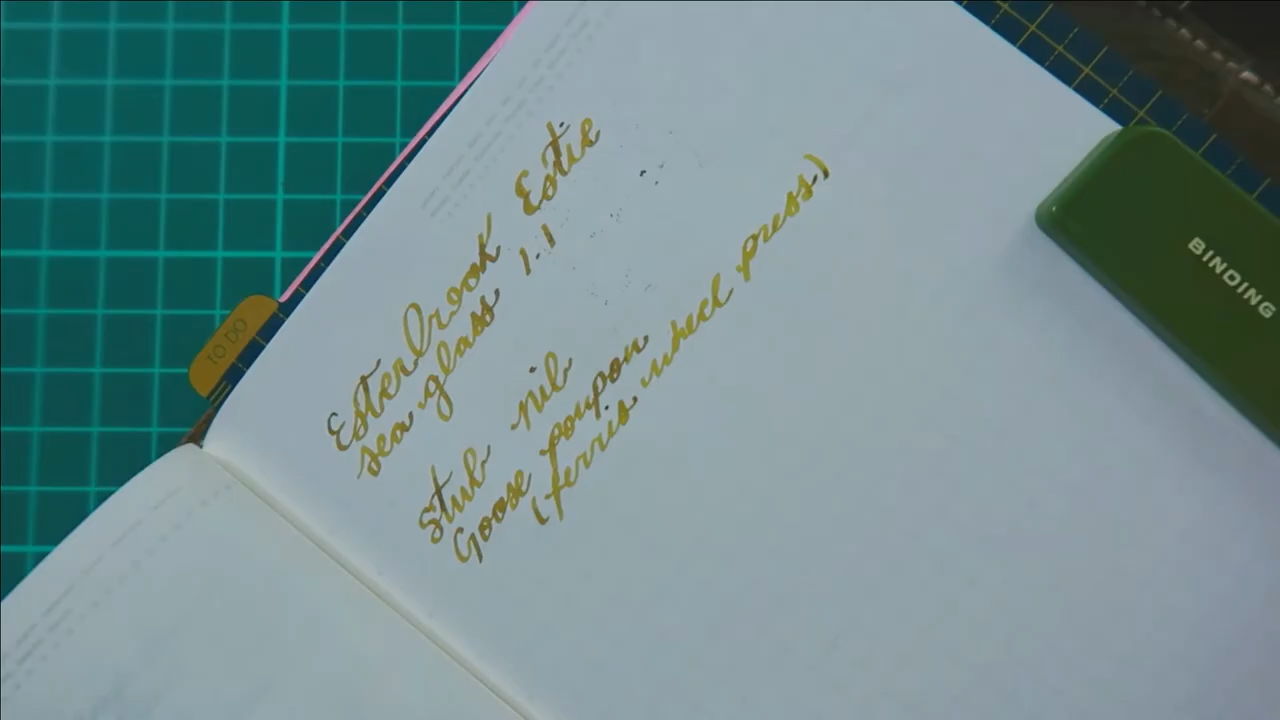 Esterbrook Estie
sea glass 1.1
Stub nib
Goose poupon
(ferris wheel press)
TO DO
BINDING